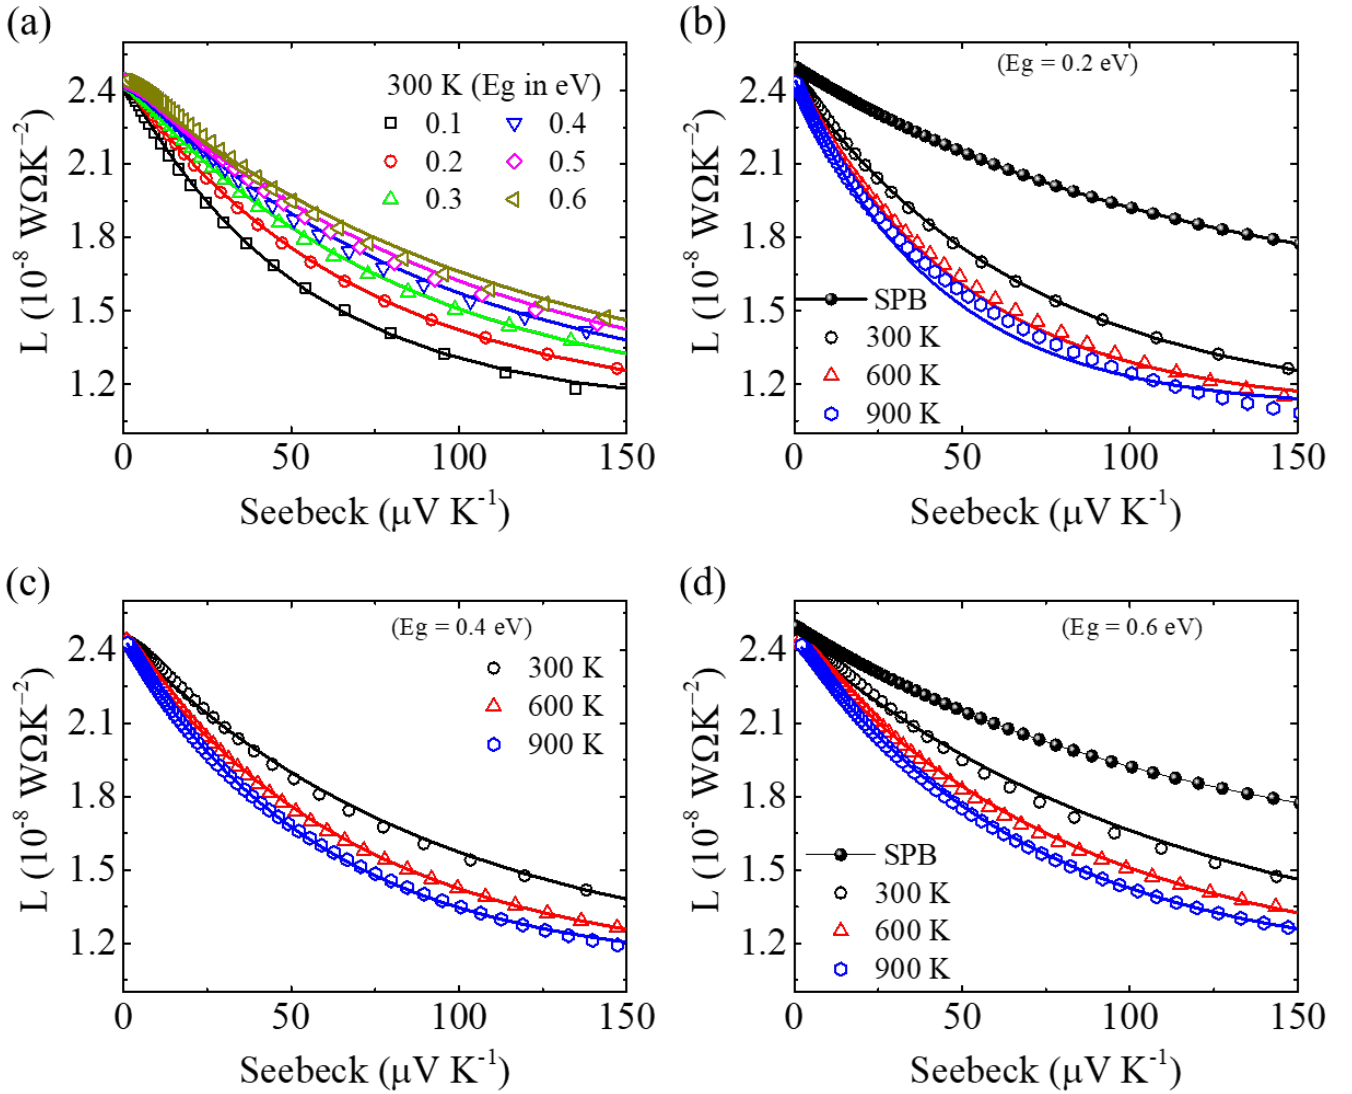 (a)
L (10⁻⁸ WΩK⁻²)
2.4
2.1
1.8
1.5
1.2
300 K (Eg in eV)
0.1 0.4
0.2 0.5
0.3 0.6
0 50 100 150
Seebeck (μV K⁻¹)
(b)
L (10⁻⁸ WΩK⁻²)
2.4
2.1
1.8
1.5
1.2
(Eg = 0.2 eV)
SPB
300 K
600 K
900 K
0 50 100 150
Seebeck (μV K⁻¹)
(c)
L (10⁻⁸ WΩK⁻²)
2.4
2.1
1.8
1.5
1.2
(Eg = 0.4 eV)
300 K
600 K
900 K
0 50 100 150
Seebeck (μV K⁻¹)
(d)
L (10⁻⁸ WΩK⁻²)
2.4
2.1
1.8
1.5
1.2
(Eg = 0.6 eV)
SPB
300 K
600 K
900 K
0 50 100 150
Seebeck (μV K⁻¹)